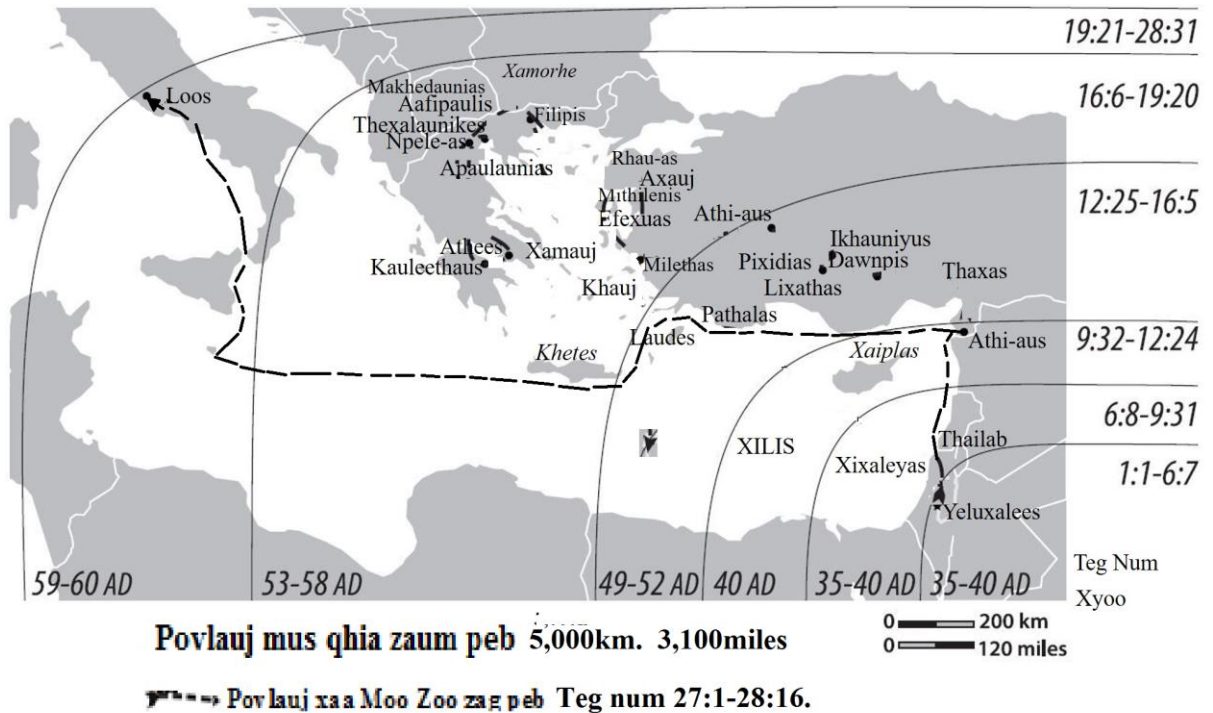 19:21-28:31
Xamorhe
Makhedaunias
16:6-19:20
Loos
Aafipaulis
Filipis
Thexalaunikes
Npele-as
Rhau-as
Apaulaunias
Axauj
Mithilenis
12:25-16:5
Efexuas
Athi-aus
Ikhauniyus
Athees
Xamauj
Pixidias
Dawnpis
Kauleethaus
Milethas
Thaxas
Khauj
Lixathas
Pathalas
Laudes
Athi-aus
Khetes
Xaiplas
9:32-12:24
6:8-9:31
Thailab
XILIS
Xixaleyas
1:1-6:7
Yeluxalees
Teg Num
59-60 AD
53-58 AD
49-52 AD
40 AD
35-40 AD
35-40 AD
Xyoo
0 200 km
Povlauj mus qhia zaum peb 5,000km. 3,100miles
0 120 miles
Povlauj xaa Moo Zoo zag peb Teg num 27:1-28:16.